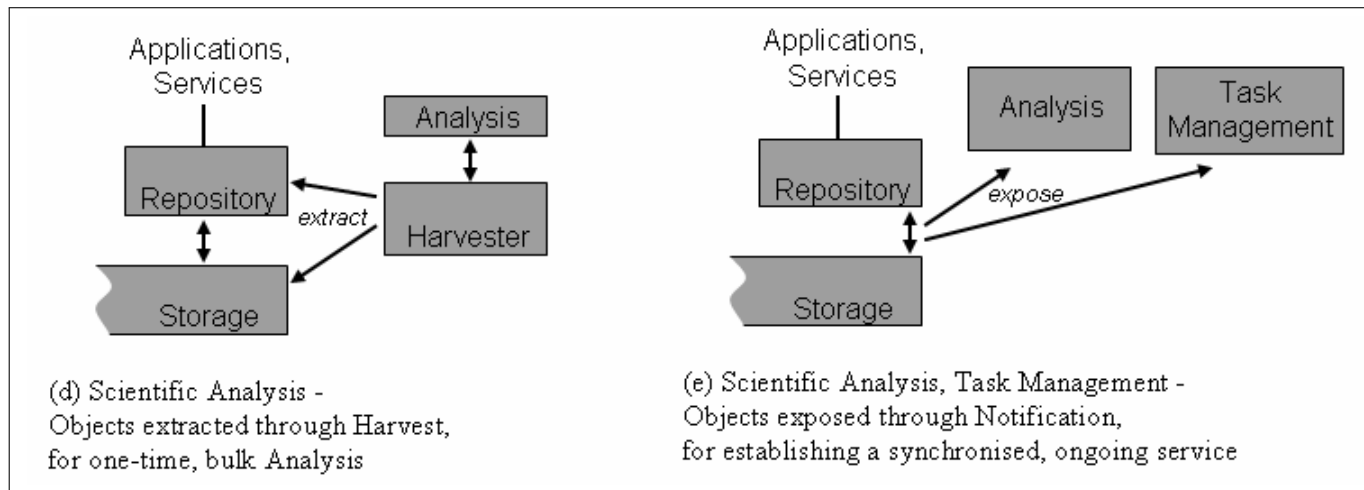 Applications,
Services
Analysis
Repository
extract
Harvester
Storage
(d) Scientific Analysis -
Objects extracted through Harvest,
for one-time, bulk Analysis
Applications,
Services
Analysis
Task
Management
Repository
expose
Storage
(e) Scientific Analysis, Task Management -
Objects exposed through Notification,
for establishing a synchronised, ongoing service